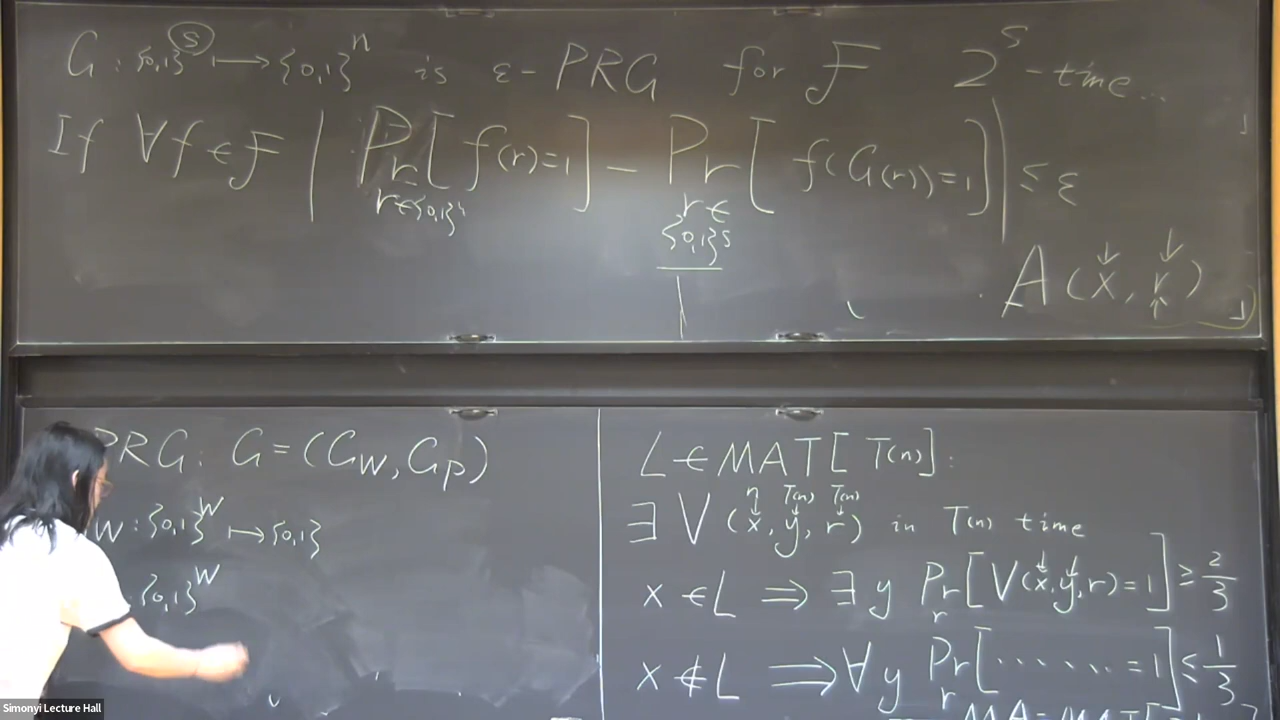 G : {0,1}^s ⟼ {0,1}^n is ε-PRG for F 2^s-time...
If ∀f∈F | Pr_{r∈{0,1}^n}[f(r)=1] - Pr_{r∈{0,1}^s}[f(G(r))=1] | ≤ ε
A(x, r)
PRG: G=(G_W, G_P)
W : {0,1}^W ⟼ {0,1}
{0,1}^W
L∈MAT[T(n)]:
n T(n) T(n)
∃ V(x, y, r) in T(n) time
x∈L ⟹ ∃ y Pr_r[V(x,y,r)=1] ≥ 2/3
x∉L ⟹ ∀ y Pr_r[......=1] ≤ 1/3
Simonyi Lecture Hall